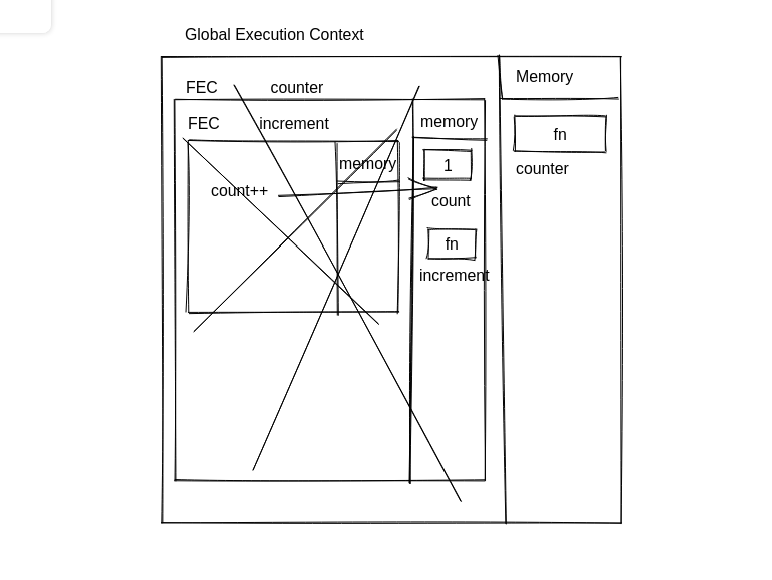 Global Execution Context
Memory
FEC counter
FEC increment
memory
fn
memory
1
counter
count++
count
fn
increment